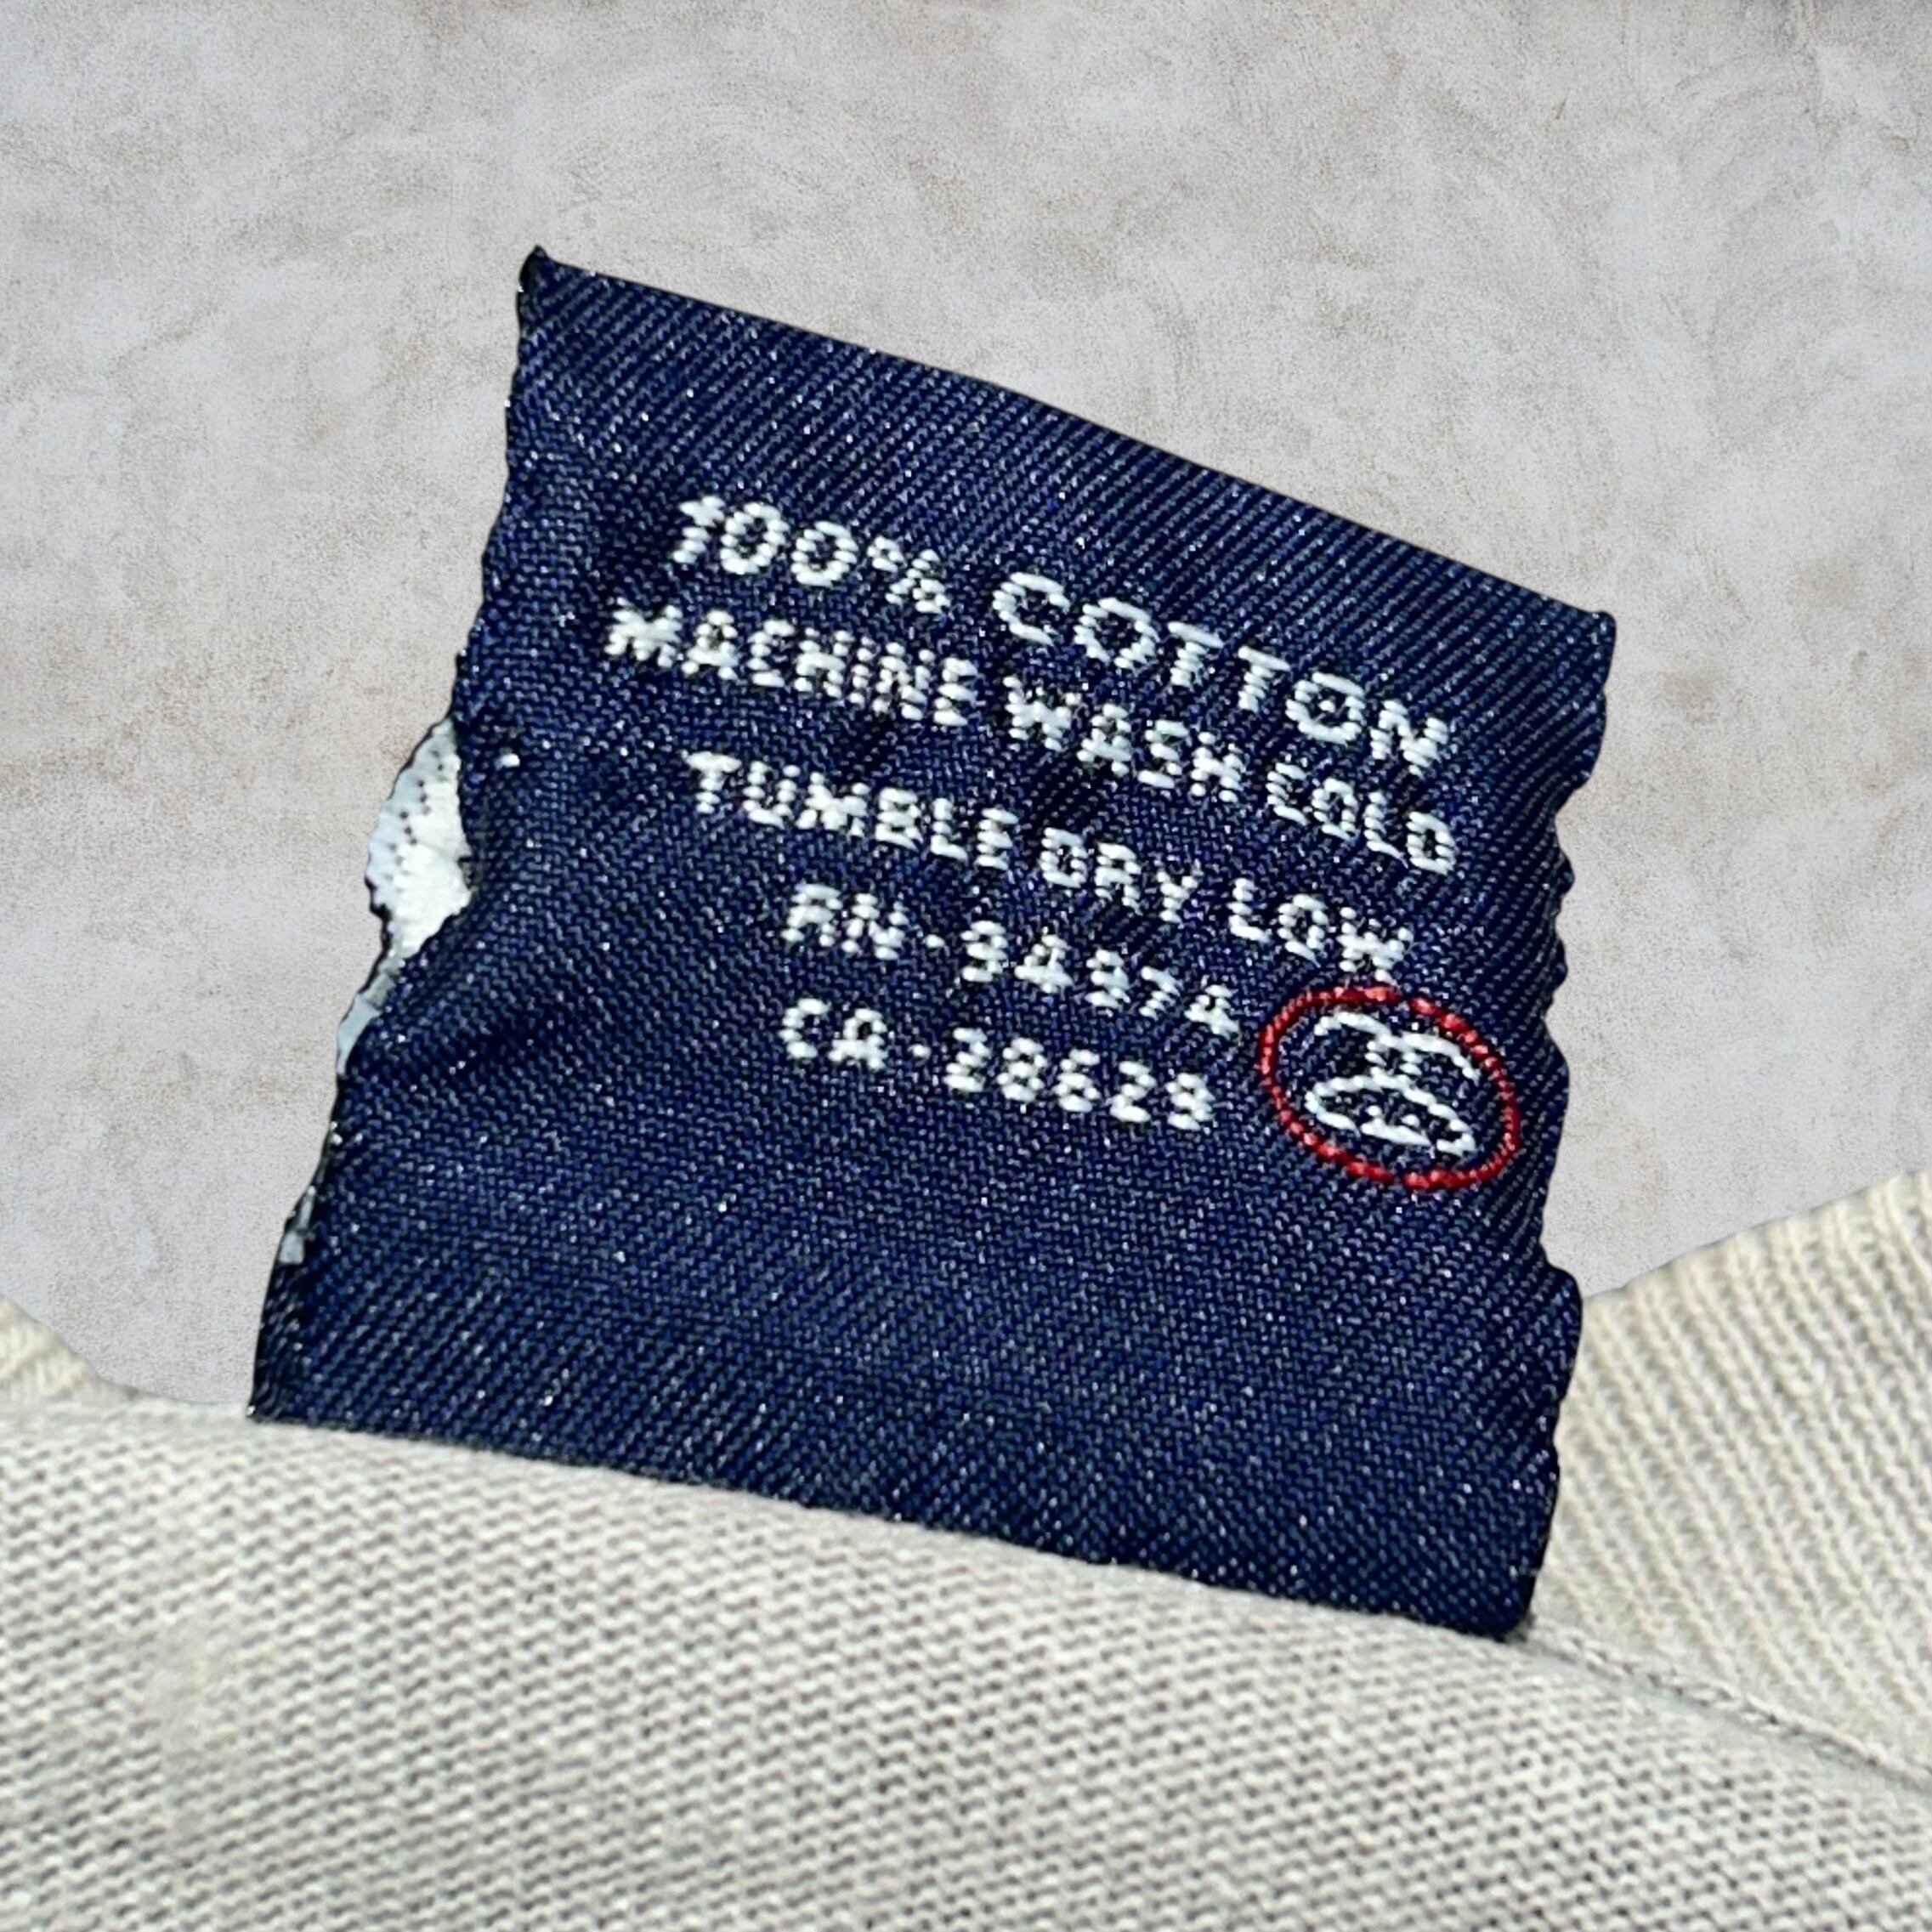 100% COTTON
MACHINE WASH COLD
TUMBLE DRY LOW
RN-94974
CA-28629